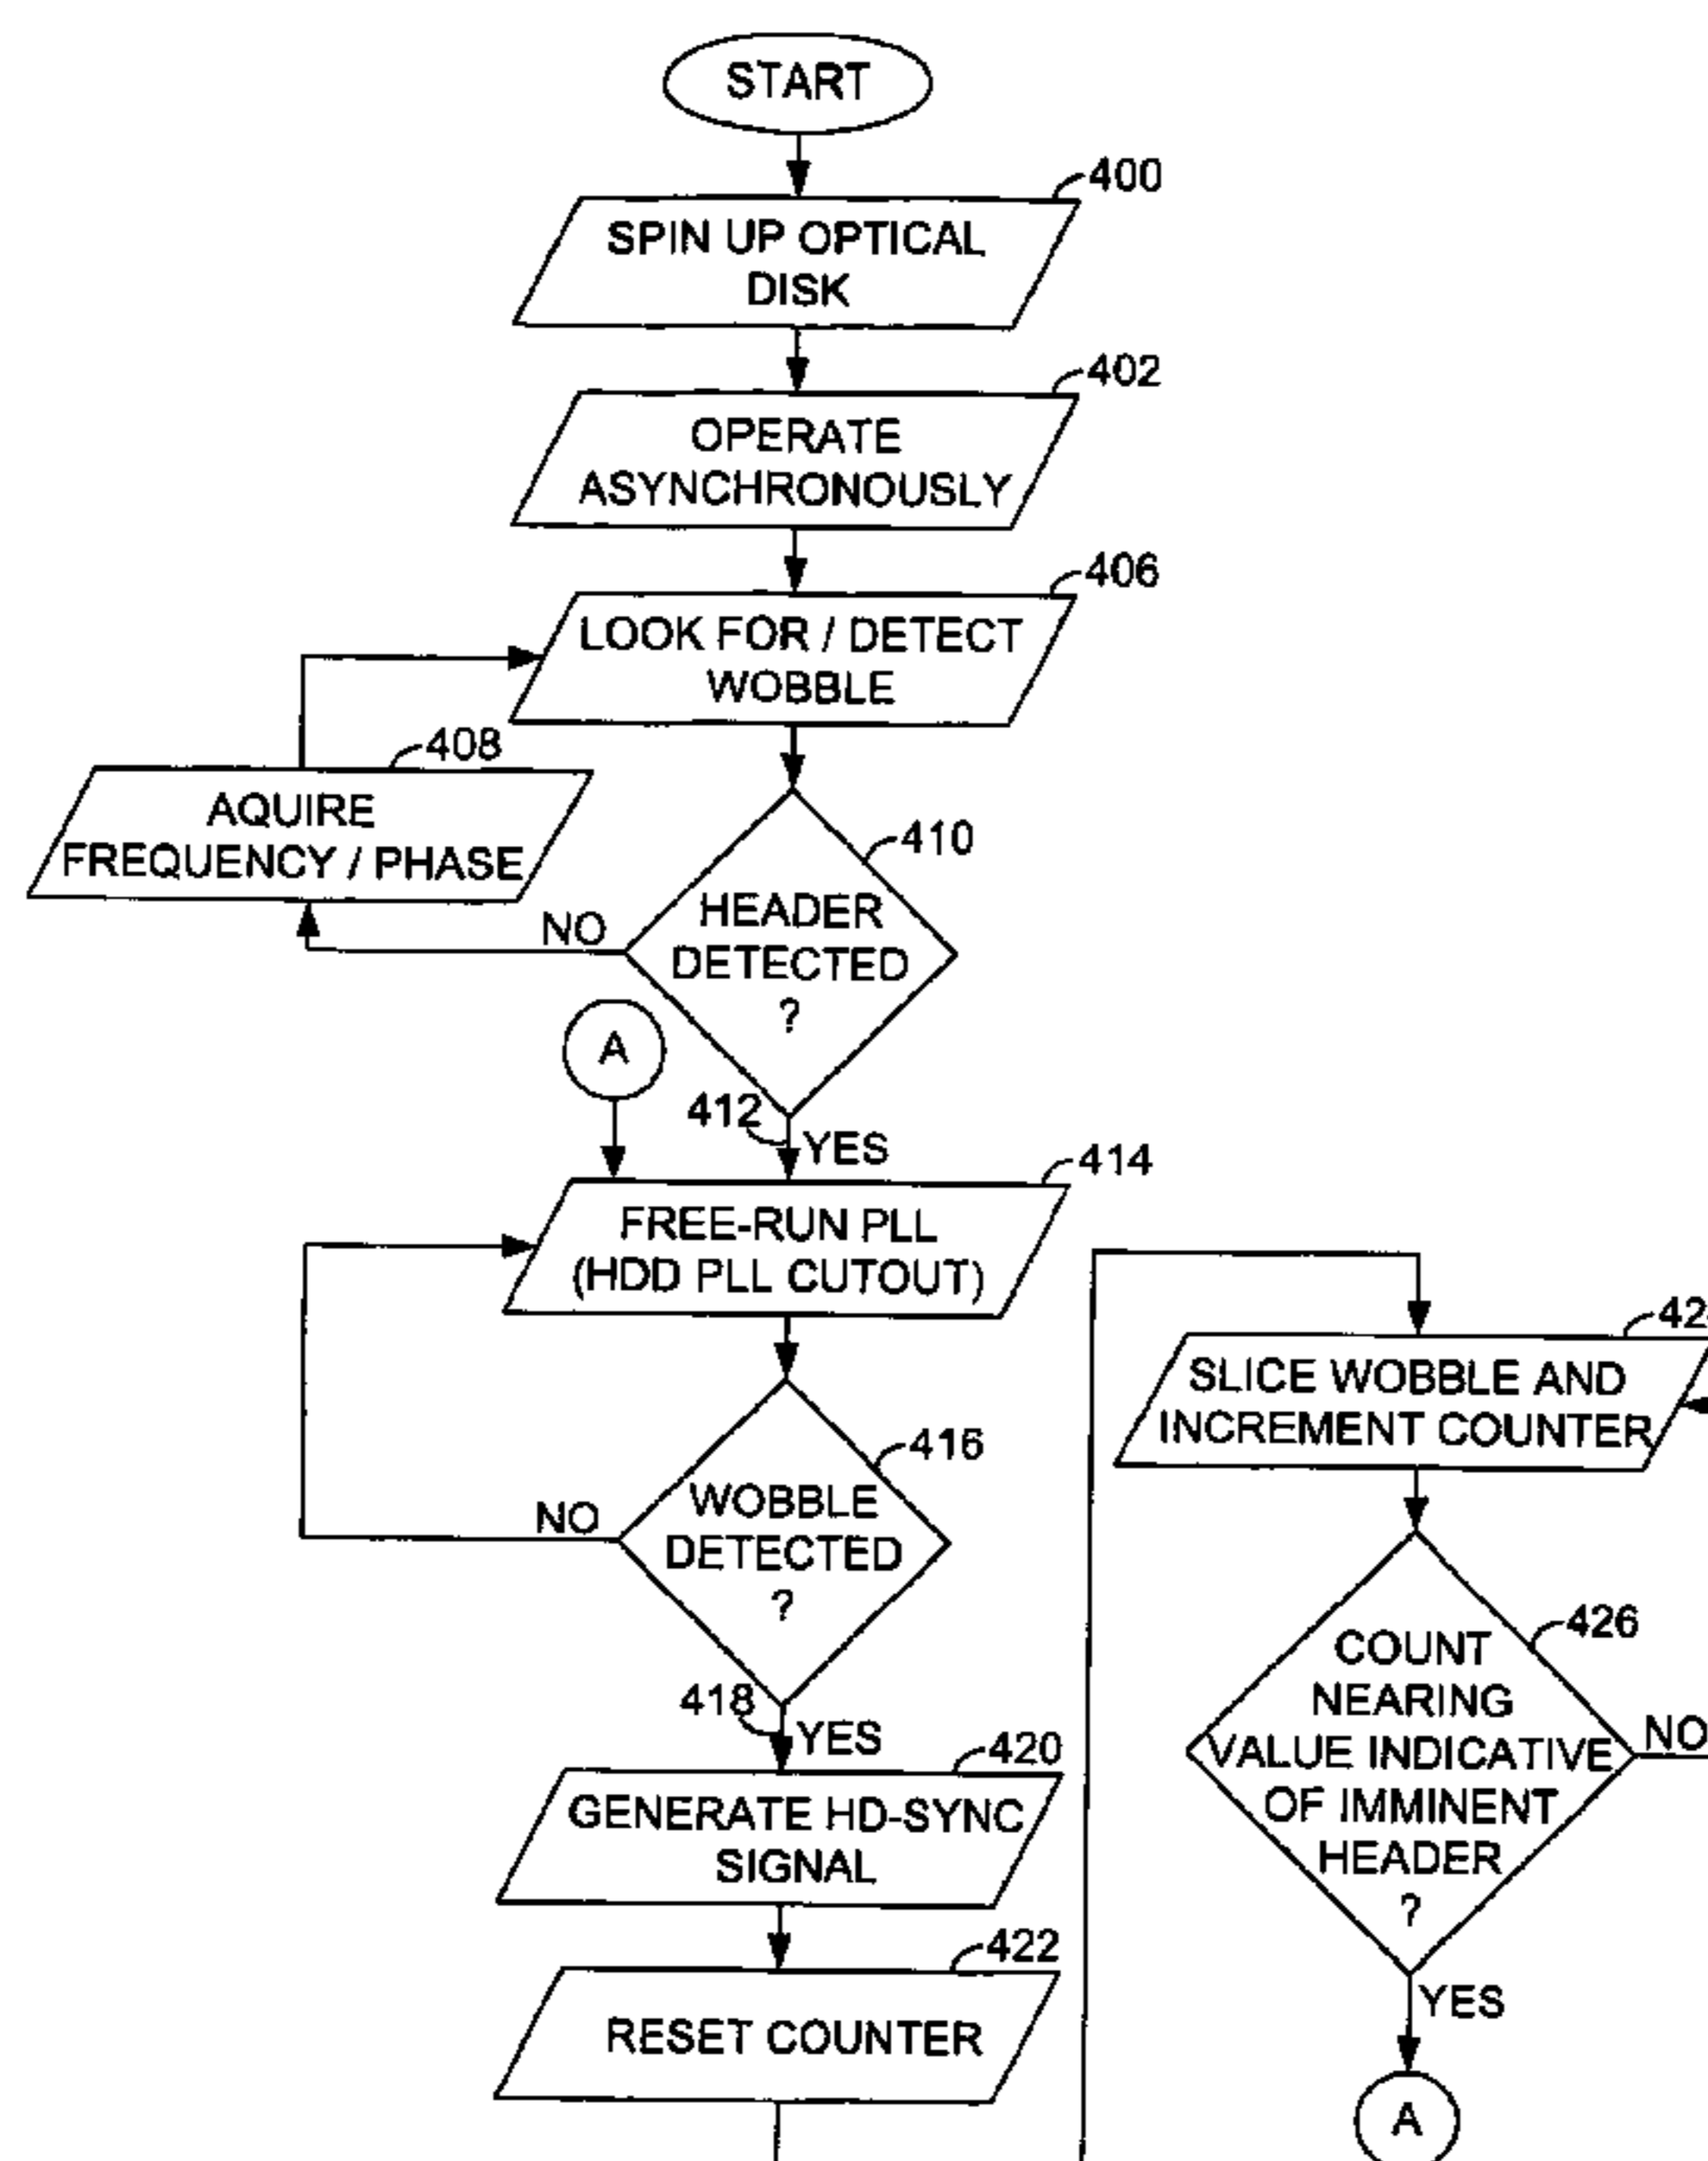 START
400
SPIN UP OPTICAL
DISK
402
OPERATE
ASYNCHRONOUSLY
406
LOOK FOR / DETECT
WOBBLE
408
AQUIRE
FREQUENCY / PHASE
410
HEADER
DETECTED
?
NO
A
412
YES
414
FREE-RUN PLL
(HDD PLL CUTOUT)
416
WOBBLE
DETECTED
?
NO
418
YES
420
GENERATE HD-SYNC
SIGNAL
422
RESET COUNTER
SLICE WOBBLE AND
INCREMENT COUNTER
426
COUNT
NEARING
VALUE INDICATIVE
OF IMMINENT
HEADER
?
NO
YES
A